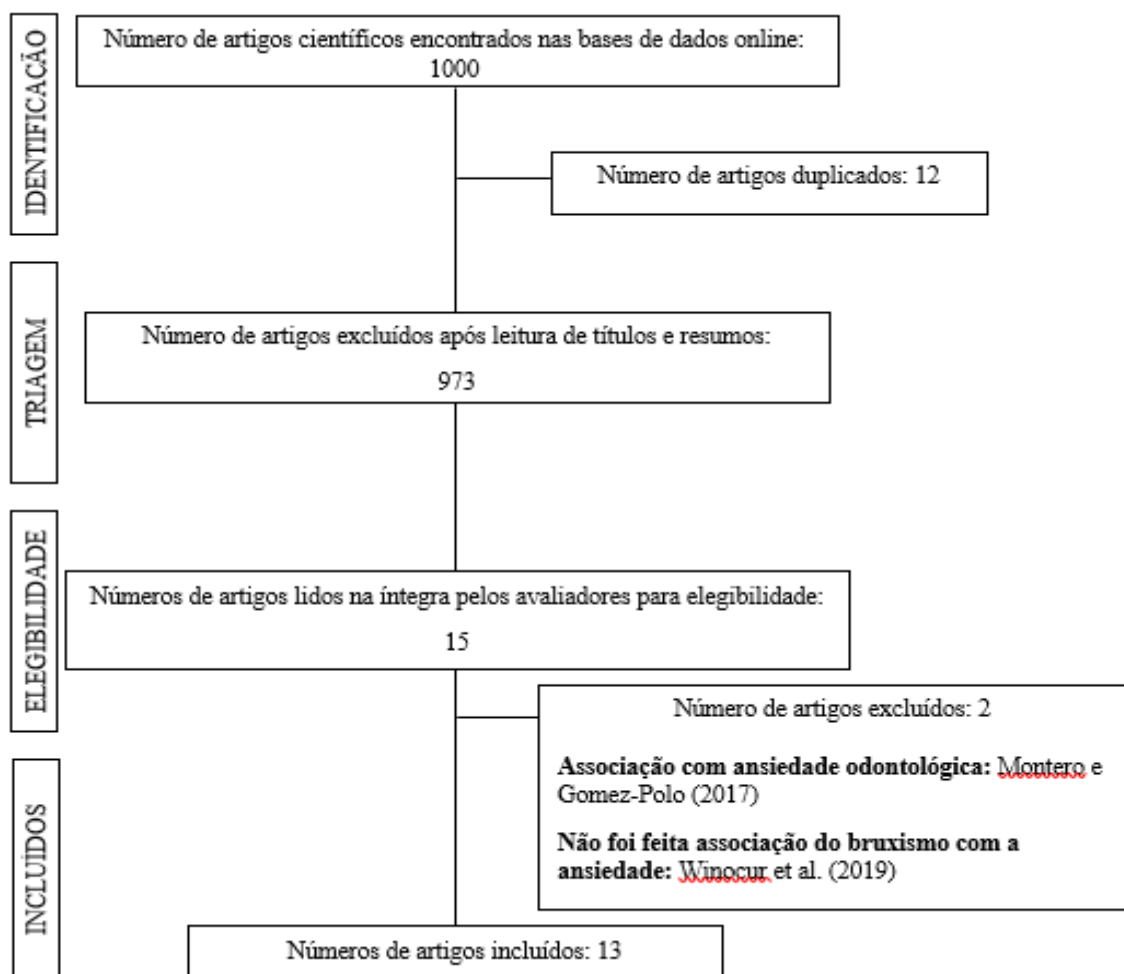 IDENTIFICAÇÃO
Número de artigos científicos encontrados nas bases de dados online:
1000
Número de artigos duplicados: 12
TRIAGEM
Número de artigos excluídos após leitura de títulos e resumos:
973
ELEGIBILIDADE
Números de artigos lidos na íntegra pelos avaliadores para elegibilidade:
15
Número de artigos excluídos: 2
Associação com ansiedade odontológica: Montero e
Gomez-Polo (2017)
Não foi feita associação do bruxismo com a
ansiedade: Winocur et al. (2019)
INCLUÍDOS
Números de artigos incluídos: 13